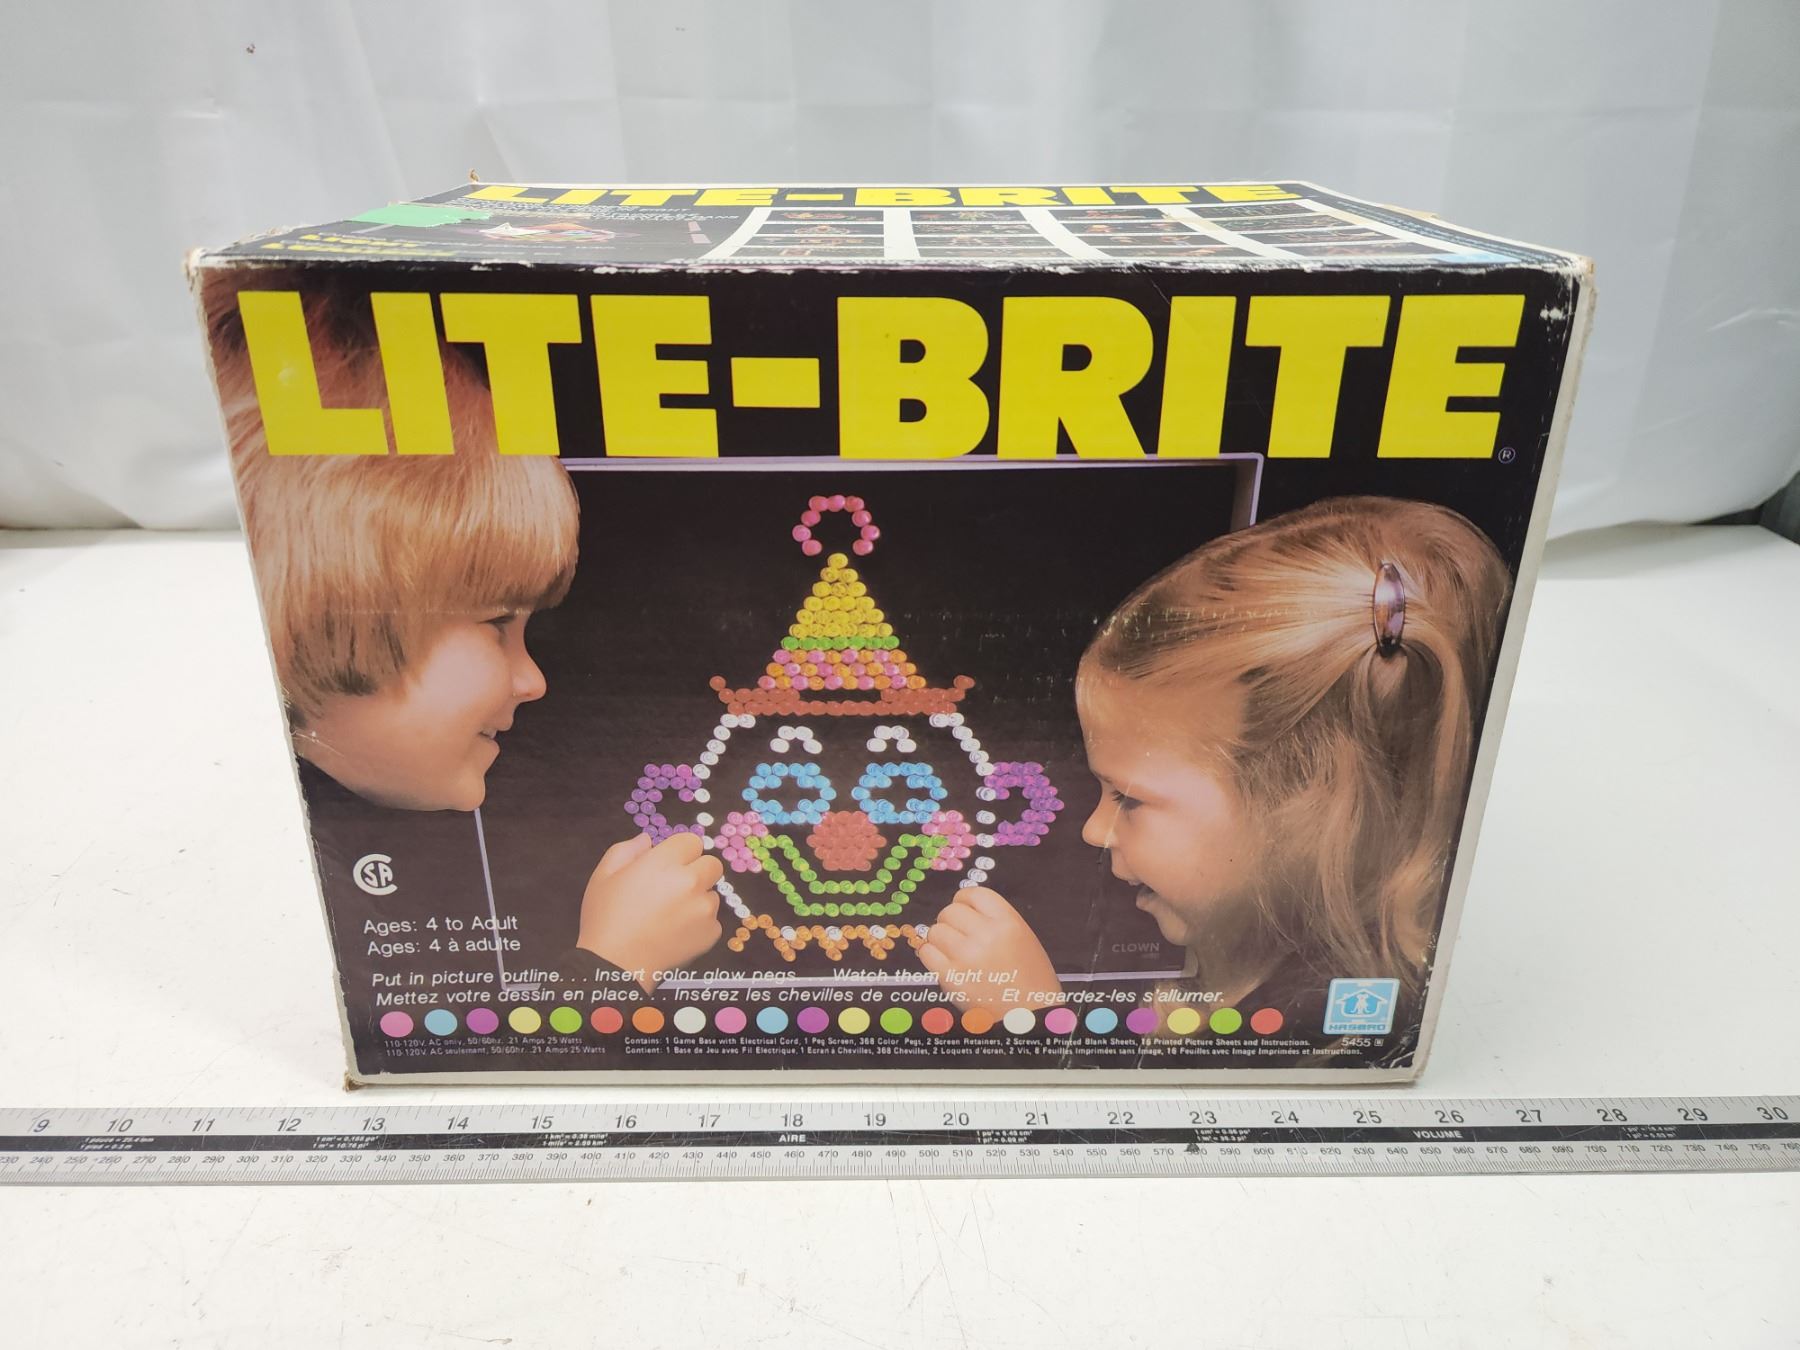 LITE-BRITE
LITE-BRITE®
CSA
Ages: 4 to Adult
Ages: 4 à adulte
CLOWN
Put in picture outline. . . Insert color glow pegs. . . Watch them light up!
Mettez votre dessin en place. . . Insérez les chevilles de couleurs. . . Et regardez-les s'allumer.
HASBRO
5455
110-120V. AC only, 50/60hz. .21 Amps 25 Watts
110-120V. AC seulement, 50/60hr. .21 Amps 25 Watts
Contains: 1 Game Base with Electrical Cord, 1 Peg Screen, 368 Color Pegs, 2 Screen Retainers, 2 Screws, 8 Printed Blank Sheets, 16 Printed Picture Sheets and Instructions.
Contient: 1 Base de Jeu avec Fil Electrique, 1 Ecran à Chevilles, 368 Chevilles, 2 Loquets d'écran, 2 Vis, 8 Feuilles Imprimées sans Image, 16 Feuilles avec Image Imprimées et Instructions.
9 10 11 12 13 14 15 16 17 18 19 20 21 22 23 24 25 26 27 28 29 30
AIRE
VOLUME